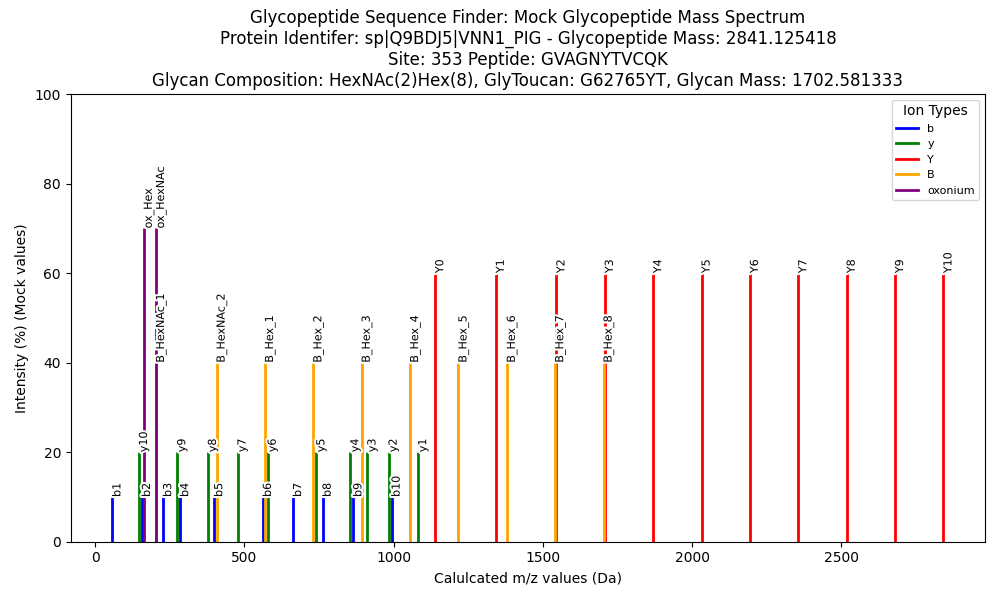 Glycopeptide Sequence Finder: Mock Glycopeptide Mass Spectrum
Protein Identifer: sp|Q9BDJ5|VNN1_PIG - Glycopeptide Mass: 2841.125418
Site: 353 Peptide: GVAGNYTVCQK
Glycan Composition: HexNAc(2)Hex(8), GlyToucan: G62765YT, Glycan Mass: 1702.581333
100
80
60
40
20
0
Intensity (%) (Mock values)
Ion Types
b
y
Y
B
oxonium
ox_Hex
ox_HexNAc
Y0
Y1
Y2
Y3
Y4
Y5
Y6
Y7
Y8
Y9
Y10
B_HexNAc_1
B_HexNAc_2
B_Hex_1
B_Hex_2
B_Hex_3
B_Hex_4
B_Hex_5
B_Hex_6
B_Hex_7
B_Hex_8
y10
y9
y8
y7
y6
y5
y4
y3
y2
y1
b1
b2
b3
b4
b5
b6
b7
b8
b9
b10
0
500
1000
1500
2000
2500
Calulcated m/z values (Da)